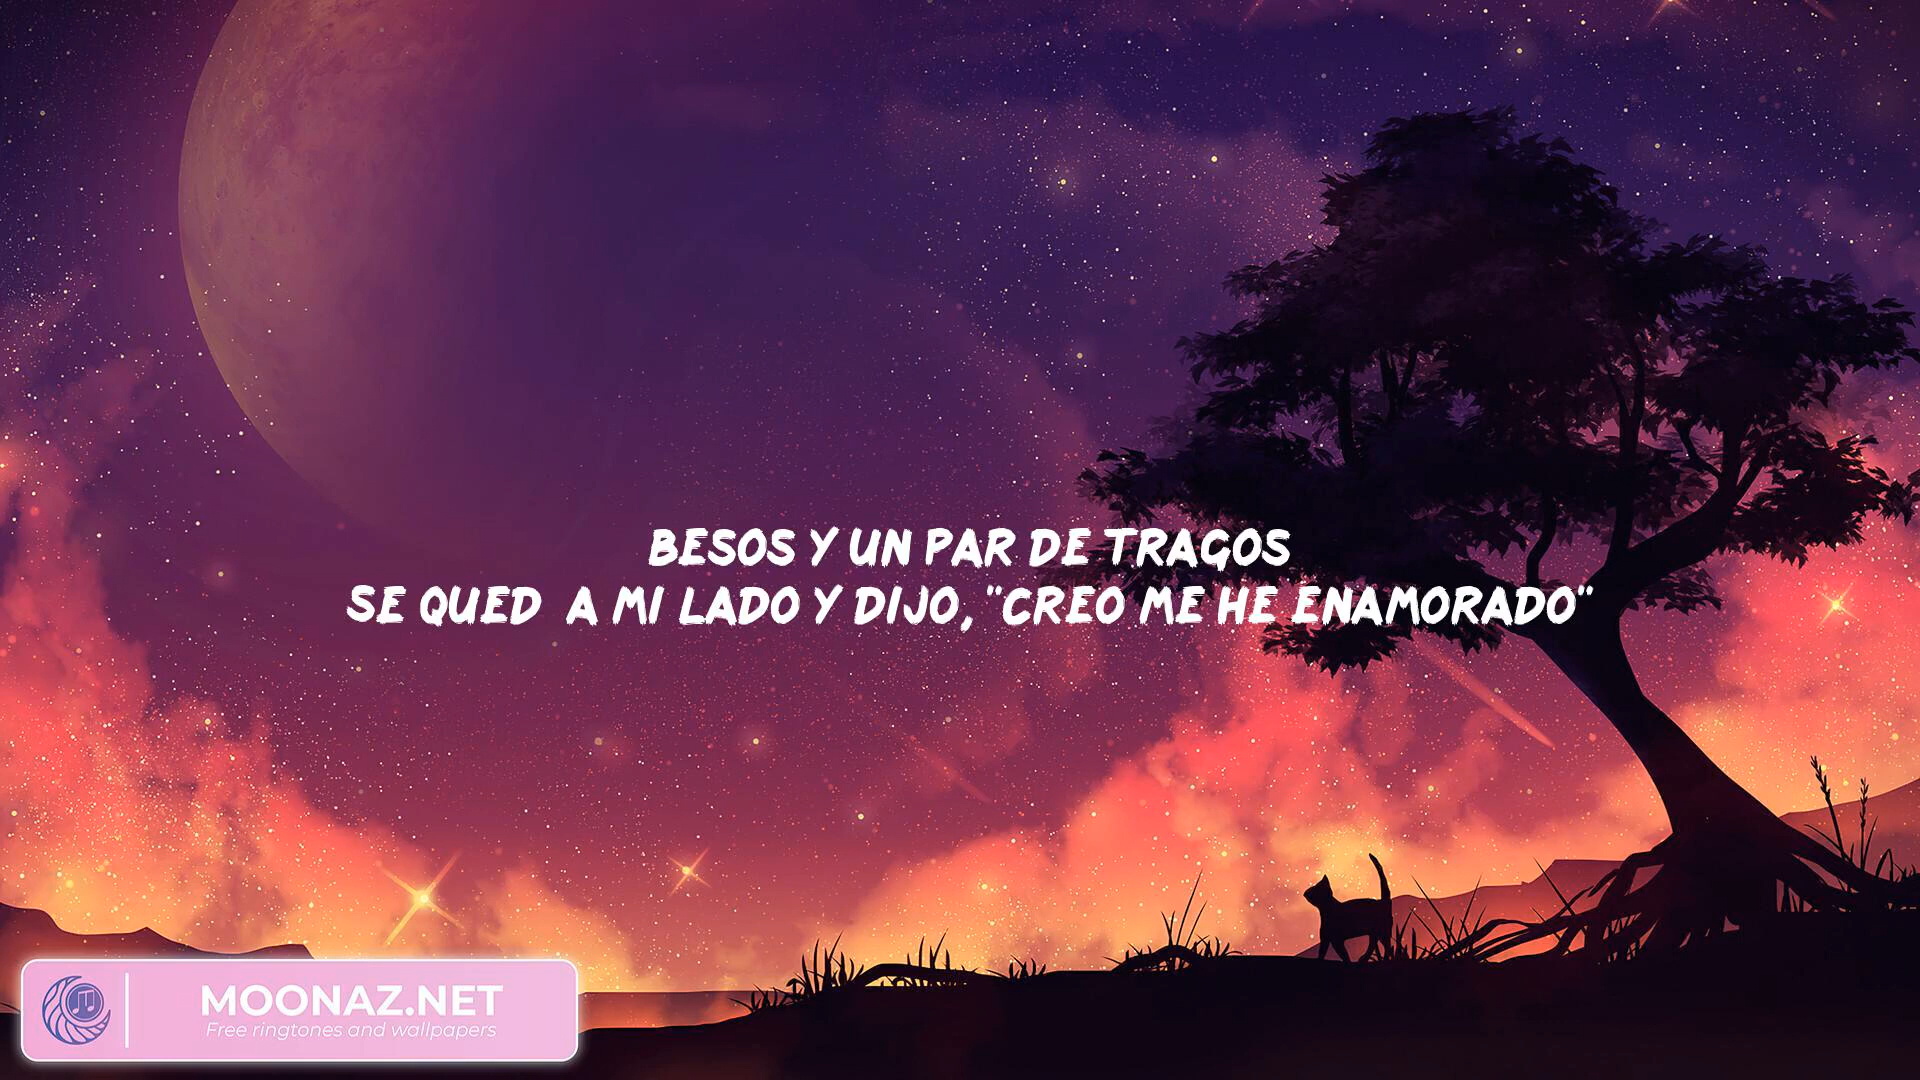 BESOS Y UN PAR DE TRAGOS
SE QUED  A MI LADO Y DIJO, "CREO ME HE ENAMORADO"
MOONAZ.NET
Free ringtones and wallpapers